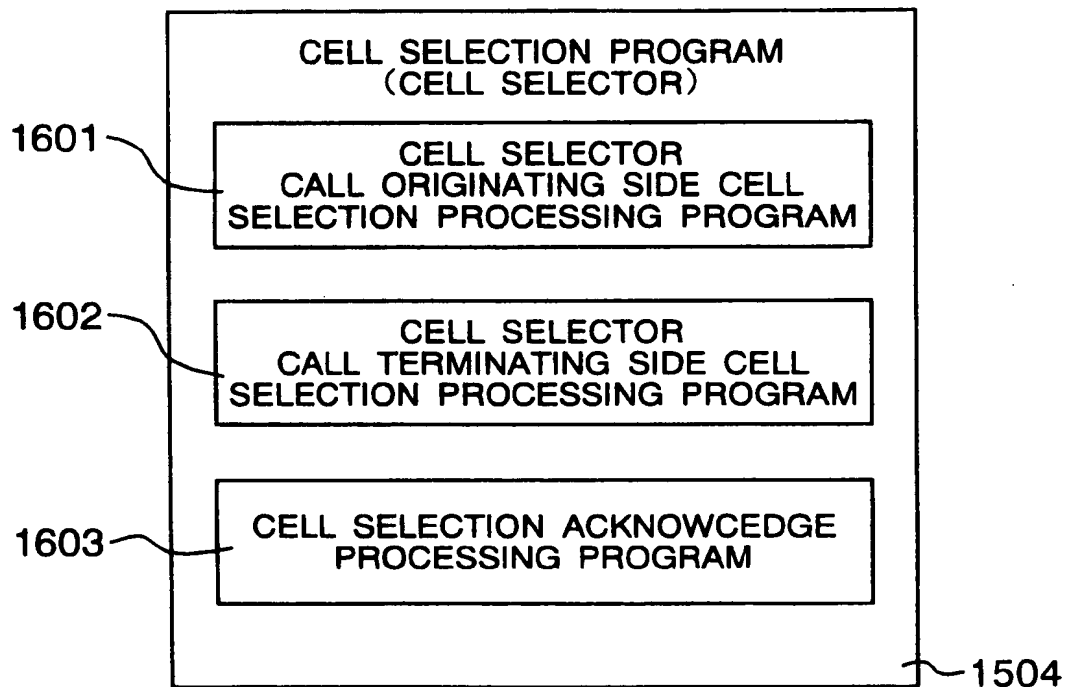 CELL SELECTION PROGRAM
(CELL SELECTOR)
1601
CELL SELECTOR
CALL ORIGINATING SIDE CELL
SELECTION PROCESSING PROGRAM
1602
CELL SELECTOR
CALL TERMINATING SIDE CELL
SELECTION PROCESSING PROGRAM
1603
CELL SELECTION ACKNOWCEDGE
PROCESSING PROGRAM
1504